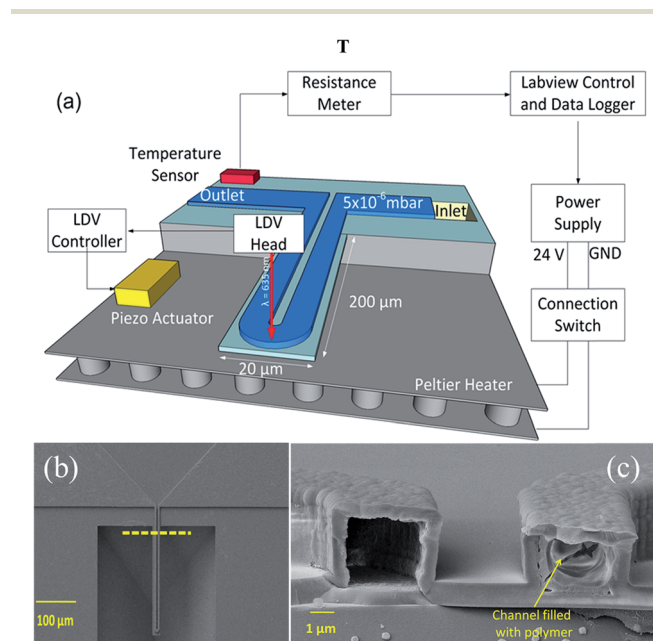 T
(a)
Resistance
Meter
Labview Control
and Data Logger
Temperature
Sensor
Outlet
5x10⁻⁶mbar
Inlet
LDV
Controller
LDV
Head
λ = 635 nm
Power
Supply
24 V
GND
200 µm
Piezo Actuator
Connection
Switch
20 µm
Peltier Heater
(b)
(c)
100 µm
1 µm
Channel filled
with polymer